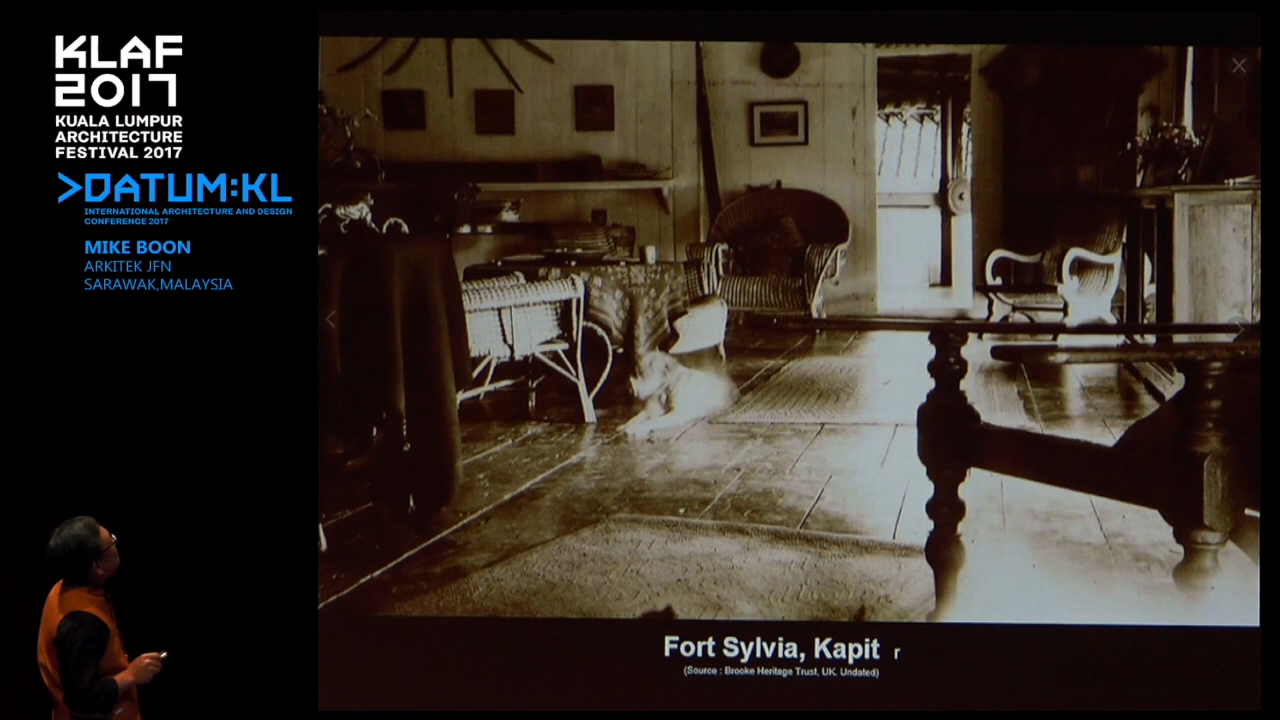 KLAF
2017
KUALA LUMPUR
ARCHITECTURE
FESTIVAL 2017
>DATUM:KL
INTERNATIONAL ARCHITECTURE AND DESIGN
CONFERENCE 2017
MIKE BOON
ARKITEK JFN
SARAWAK,MALAYSIA
Fort Sylvia, Kapit r
(Source : Brooke Heritage Trust, UK. Undated)